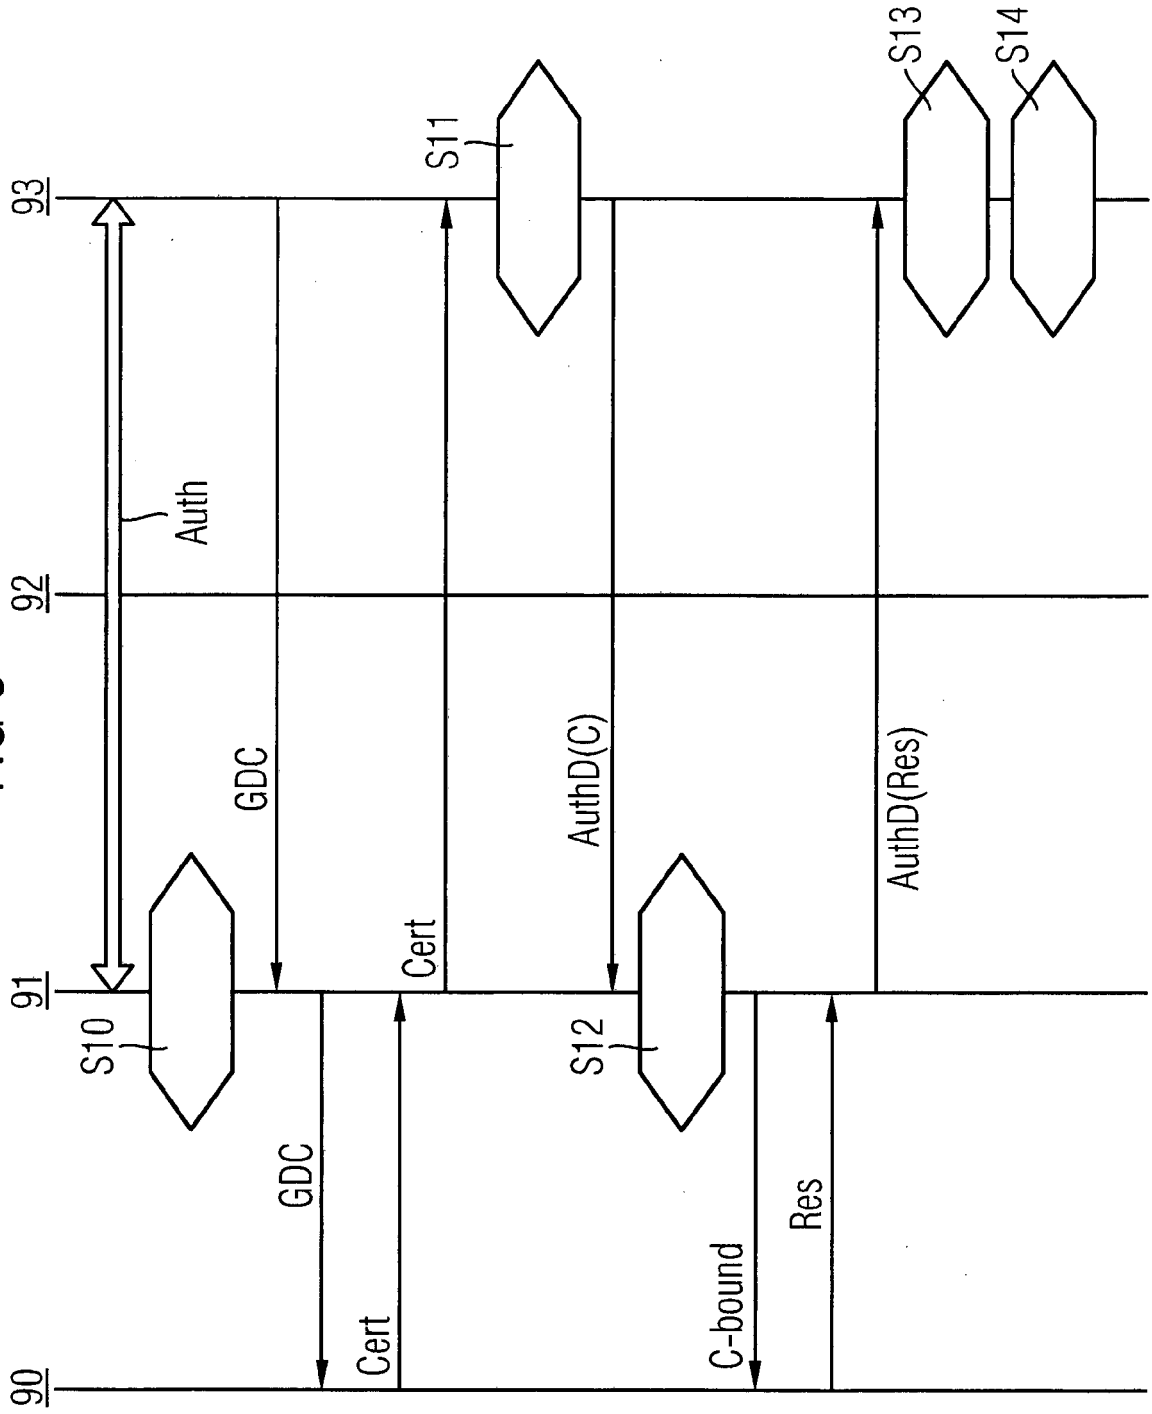 90
91
92
93
Auth
S10
GDC
GDC
Cert
Cert
S11
AuthD(C)
S12
C-bound
Res
AuthD(Res)
S13
S14